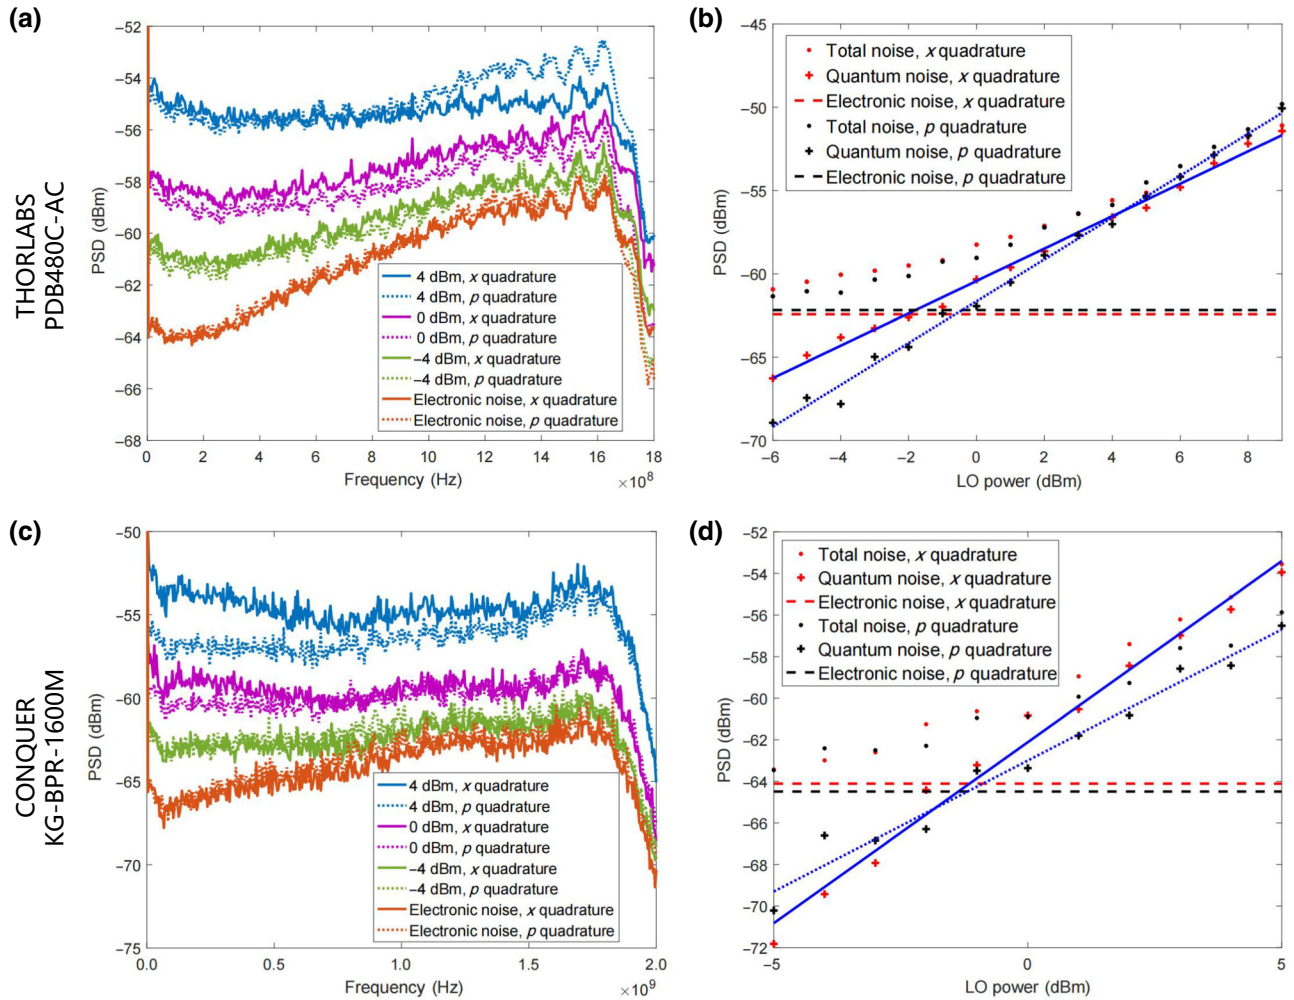 (a)
THORLABS
PDB480C-AC
PSD (dBm)
−52
−54
−56
−58
−60
−62
−64
−66
−68
4 dBm, x quadrature
4 dBm, p quadrature
0 dBm, x quadrature
0 dBm, p quadrature
−4 dBm, x quadrature
−4 dBm, p quadrature
Electronic noise, x quadrature
Electronic noise, p quadrature
0 2 4 6 8 10 12 14 16 18
Frequency (Hz)
×10⁸
(b)
PSD (dBm)
−45
−50
−55
−60
−65
−70
Total noise, x quadrature
Quantum noise, x quadrature
Electronic noise, x quadrature
Total noise, p quadrature
Quantum noise, p quadrature
Electronic noise, p quadrature
−6 −4 −2 0 2 4 6 8
LO power (dBm)
(c)
CONQUER
KG-BPR-1600M
PSD (dBm)
−50
−55
−60
−65
−70
−75
4 dBm, x quadrature
4 dBm, p quadrature
0 dBm, x quadrature
0 dBm, p quadrature
−4 dBm, x quadrature
−4 dBm, p quadrature
Electronic noise, x quadrature
Electronic noise, p quadrature
0.0 0.5 1.0 1.5 2.0
Frequency (Hz)
×10⁹
(d)
PSD (dBm)
−52
−54
−56
−58
−60
−62
−64
−66
−68
−70
−72
Total noise, x quadrature
Quantum noise, x quadrature
Electronic noise, x quadrature
Total noise, p quadrature
Quantum noise, p quadrature
Electronic noise, p quadrature
−5 0 5
LO power (dBm)